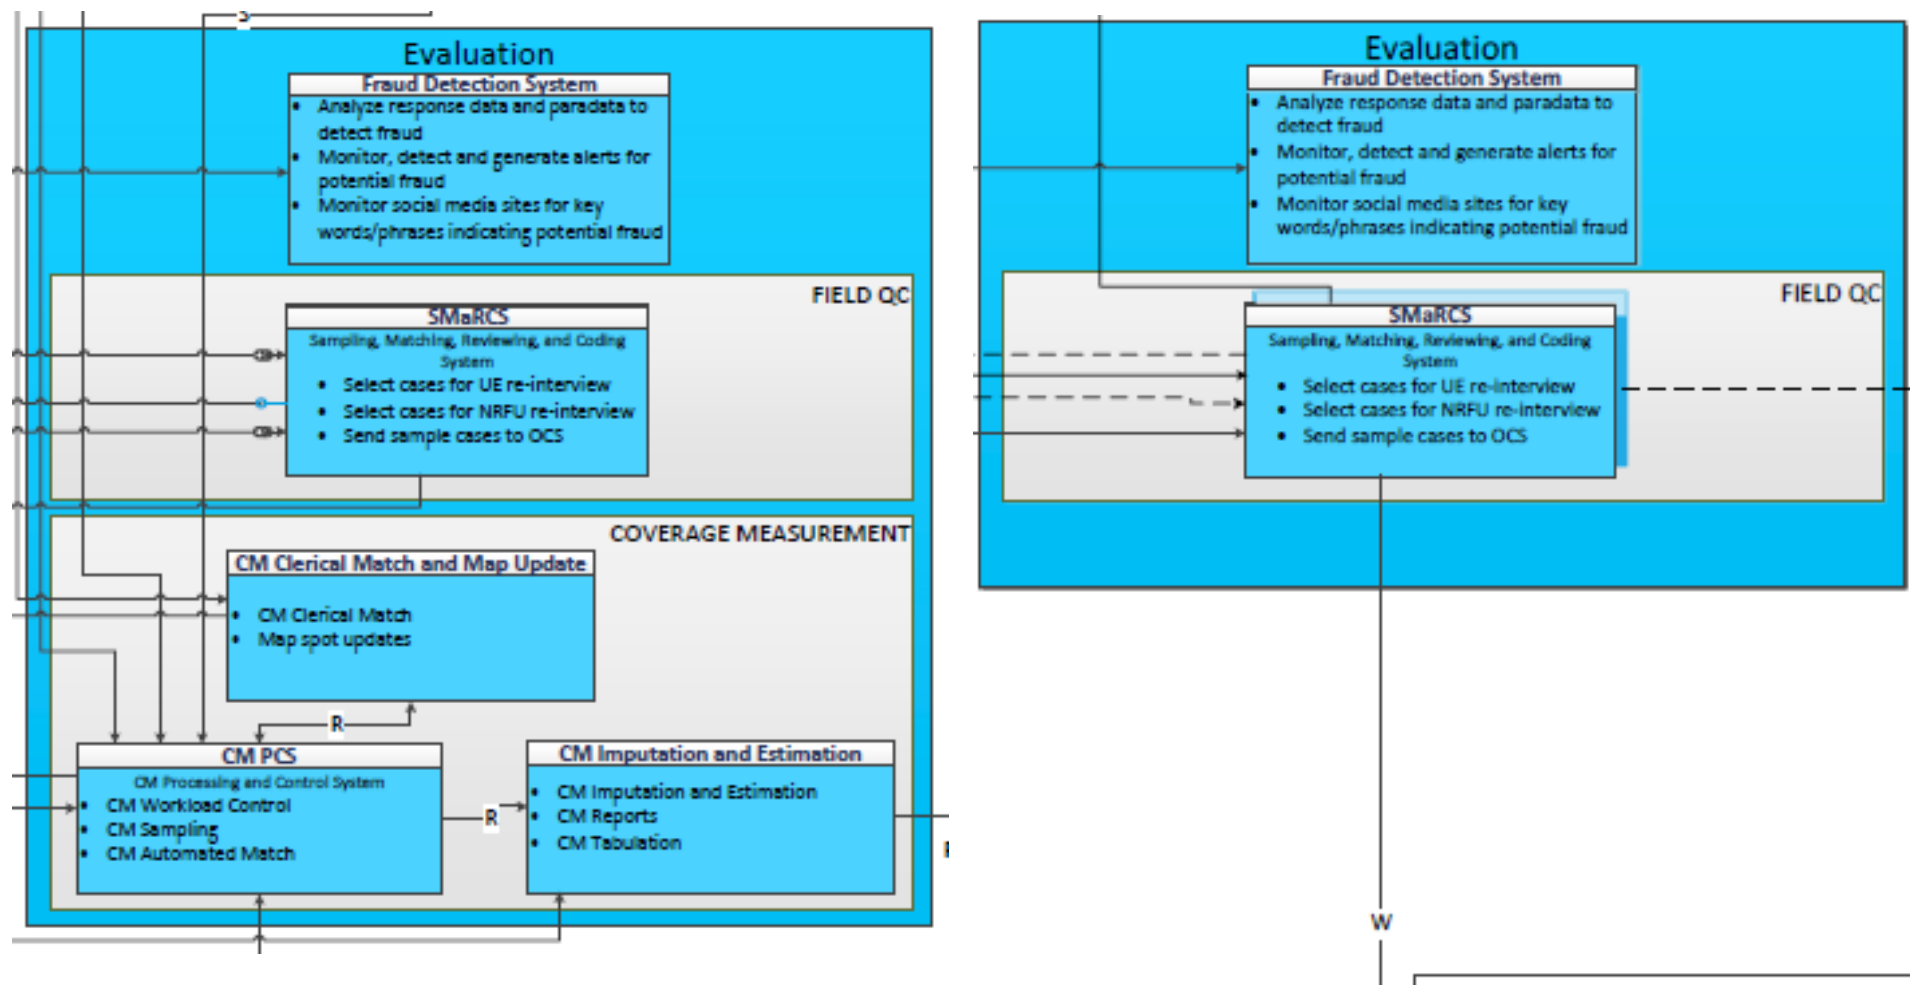 S
Evaluation
Fraud Detection System
• Analyze response data and paradata to
detect fraud
• Monitor, detect and generate alerts for
potential fraud
• Monitor social media sites for key
words/phrases indicating potential fraud
FIELD QC
SMaRCS
Sampling, Matching, Reviewing, and Coding
System
• Select cases for UE re-interview
• Select cases for NRFU re-interview
• Send sample cases to OCS
COVERAGE MEASUREMENT
CM Clerical Match and Map Update
• CM Clerical Match
• Map spot updates
R
CM PCS
CM Processing and Control System
• CM Workload Control
• CM Sampling
• CM Automated Match
R
CM Imputation and Estimation
• CM Imputation and Estimation
• CM Reports
• CM Tabulation
Evaluation
Fraud Detection System
• Analyze response data and paradata to
detect fraud
• Monitor, detect and generate alerts for
potential fraud
• Monitor social media sites for key
words/phrases indicating potential fraud
FIELD QC
SMaRCS
Sampling, Matching, Reviewing, and Coding
System
• Select cases for UE re-interview
• Select cases for NRFU re-interview
• Send sample cases to OCS
W